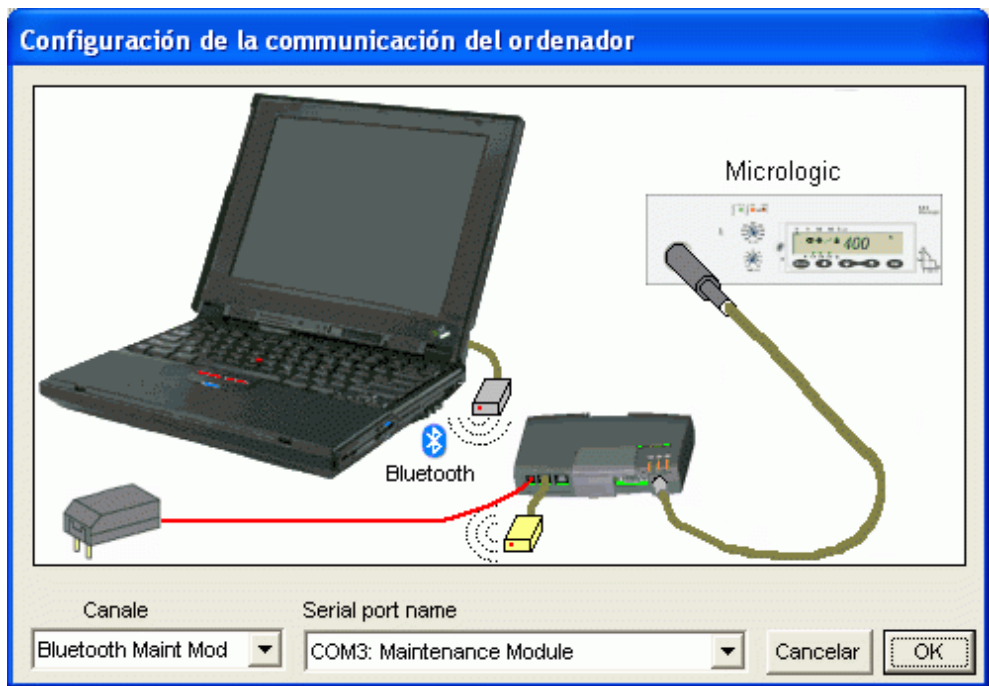 Configuración de la communicación del ordenador
Micrologic
400
Bluetooth
Canale
Serial port name
Bluetooth Maint Mod
COM3: Maintenance Module
Cancelar
OK